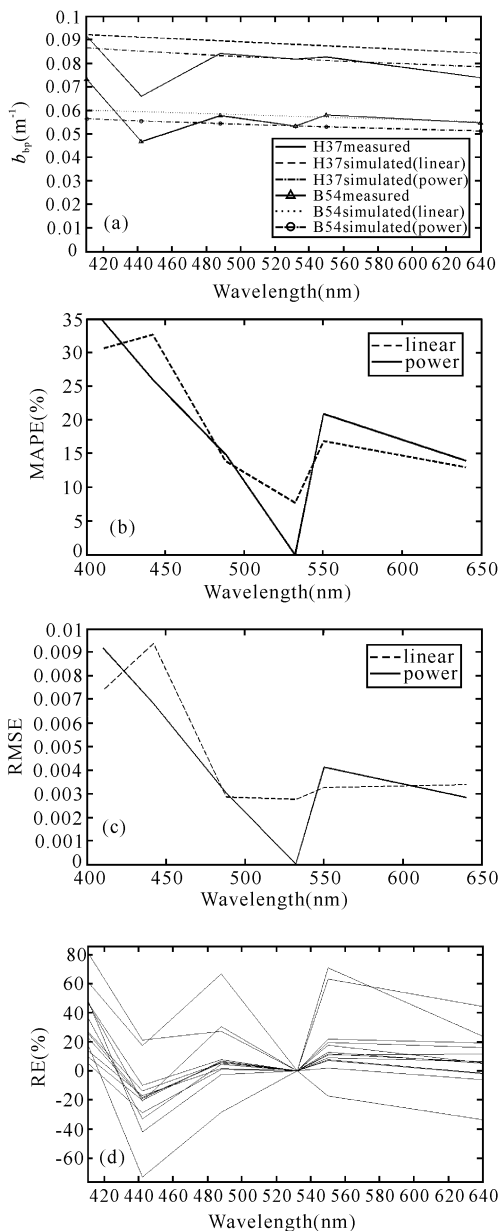 0.1
0.09
0.08
0.07
0.06
0.05
0.04
0.03
0.02
0.01
0
b_bp(m⁻¹)
H37measured
H37simulated(linear)
H37simulated(power)
B54measured
B54simulated(linear)
B54simulated(power)
(a)
420 440 460 480 500 520 540 560 580 600 620 640
Wavelength(nm)
35
30
25
20
15
10
5
0
MAPE(%)
linear
power
(b)
400 450 500 550 600 650
Wavelength(nm)
0.01
0.009
0.008
0.007
0.006
0.005
0.004
0.003
0.002
0.001
0
RMSE
linear
power
(c)
400 450 500 550 600 650
Wavelength(nm)
80
60
40
20
0
-20
-40
-60
RE(%)
(d)
420 440 460 480 500 520 540 560 580 600 620 640
Wavelength(nm)